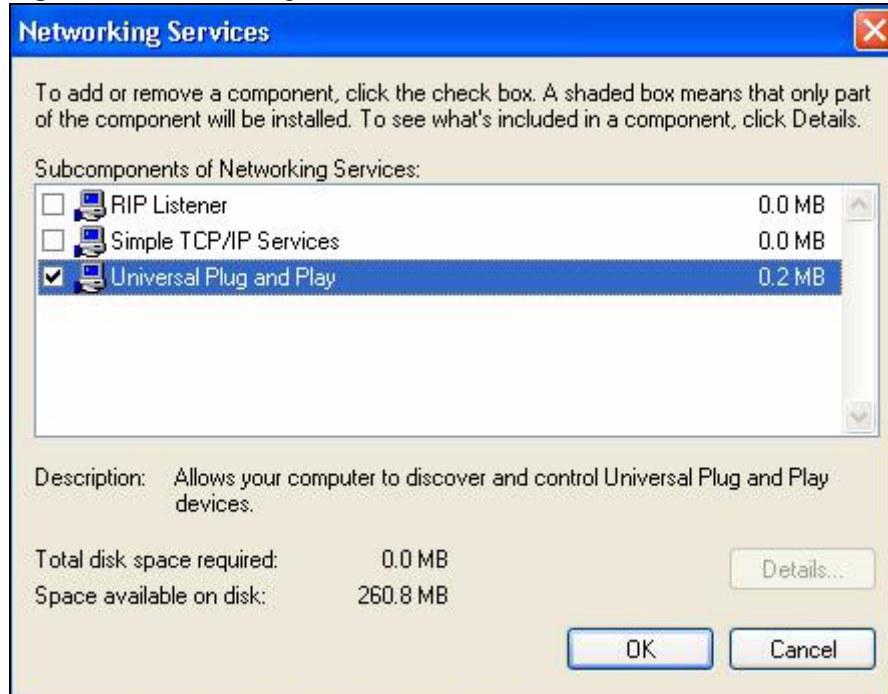 Networking Services
To add or remove a component, click the check box. A shaded box means that only part
of the component will be installed. To see what's included in a component, click Details.
Subcomponents of Networking Services:
RIP Listener 0.0 MB
Simple TCP/IP Services 0.0 MB
Universal Plug and Play 0.2 MB
Description: Allows your computer to discover and control Universal Plug and Play
devices.
Total disk space required: 0.0 MB
Details...
Space available on disk: 260.8 MB
OK Cancel